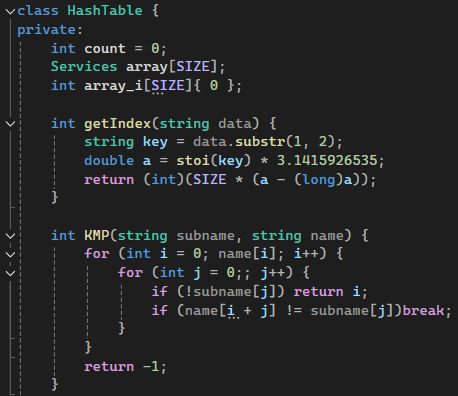 class HashTable {
private:
    int count = 0;
    Services array[SIZE];
    int array_i[SIZE]{ 0 };

    int getIndex(string data) {
        string key = data.substr(1, 2);
        double a = stoi(key) * 3.1415926535;
        return (int)(SIZE * (a - (long)a));
    }

    int KMP(string subname, string name) {
        for (int i = 0; name[i]; i++) {
            for (int j = 0;; j++) {
                if (!subname[j]) return i;
                if (name[i + j] != subname[j])break;
            }
        }
        return -1;
    }